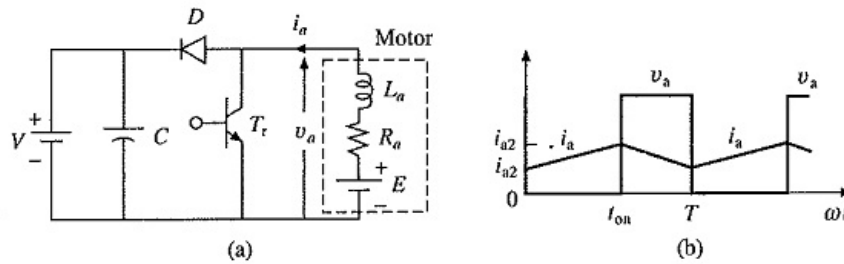 D
i_a
Motor
+
V
−
C
T_r
v_a
L_a
R_a
+
E
−
(a)
v_a
v_a
i_a2
. i_a
i_a
i_a2
0
t_on
T
(b)